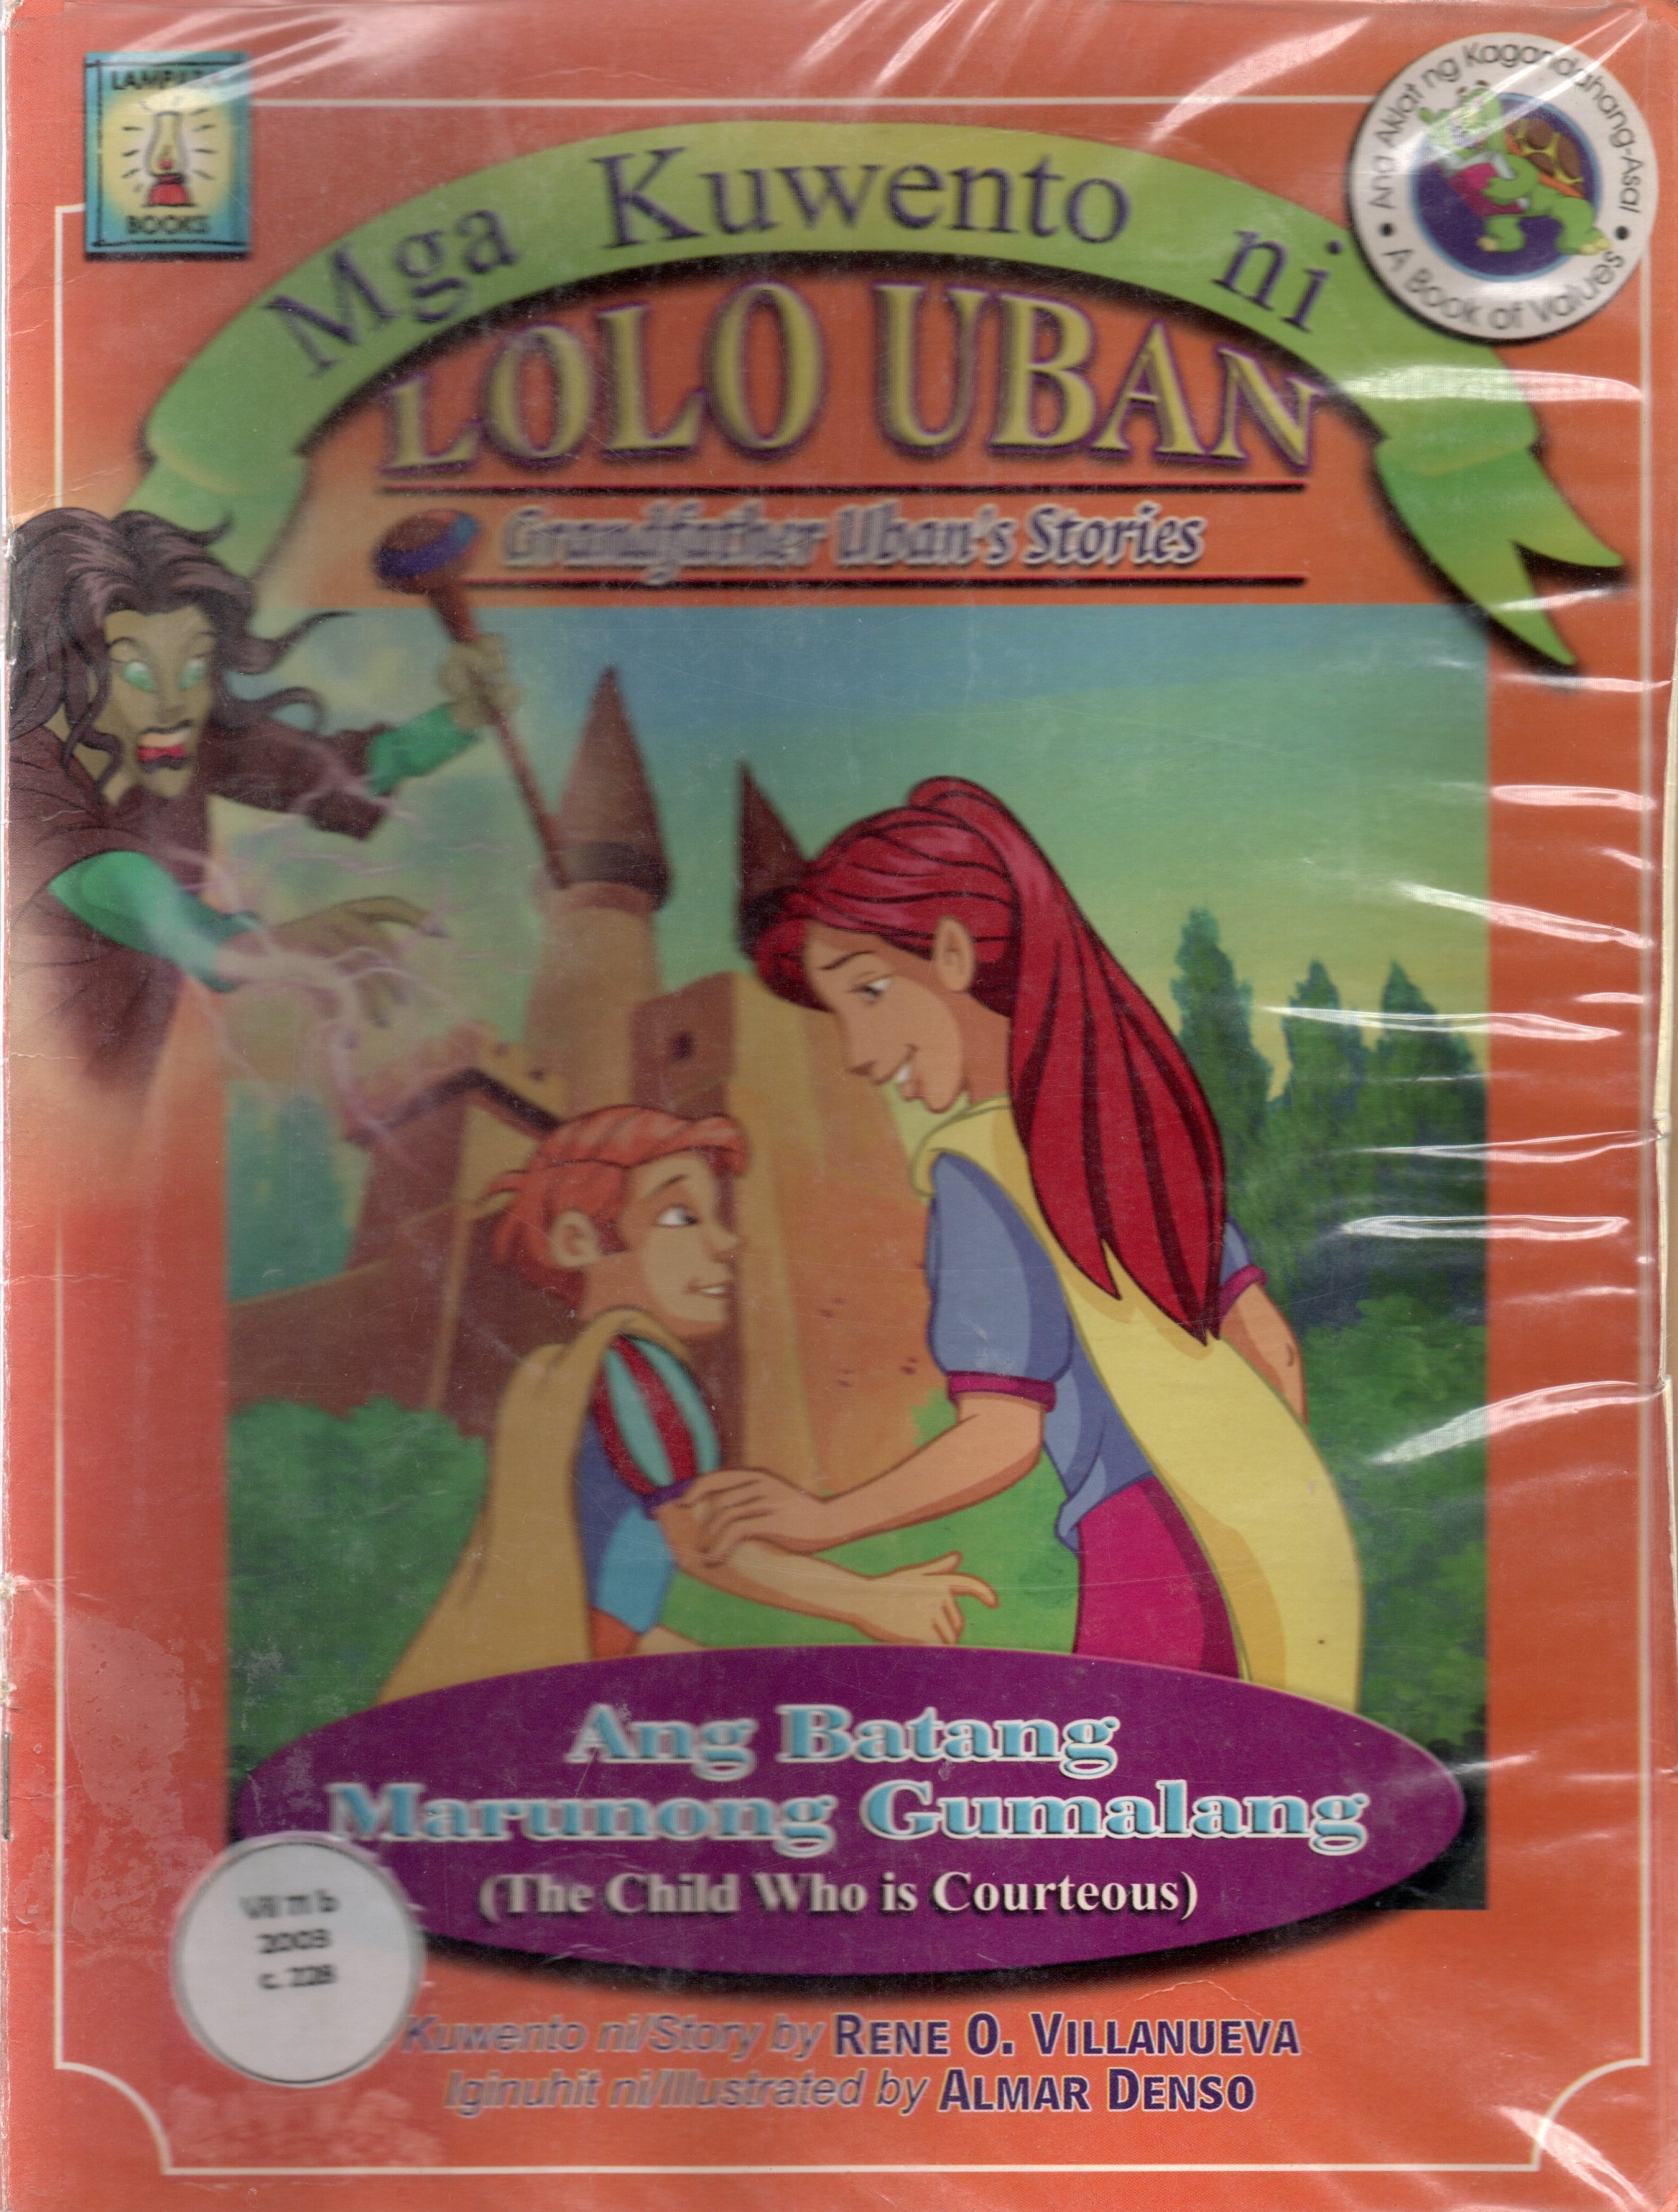 LAMPARA
BOOKS
Ang Aklat ng Kagandahang-Asal
A Book of Values
Mga Kuwento ni
LOLO UBAN
Grandfather Uban's Stories
Ang Batang
Marunong Gumalang
(The Child Who is Courteous)
2003
c. 228
Kuwento ni/Story by RENE O. VILLANUEVA
Iginuhit ni/Illustrated by ALMAR DENSO